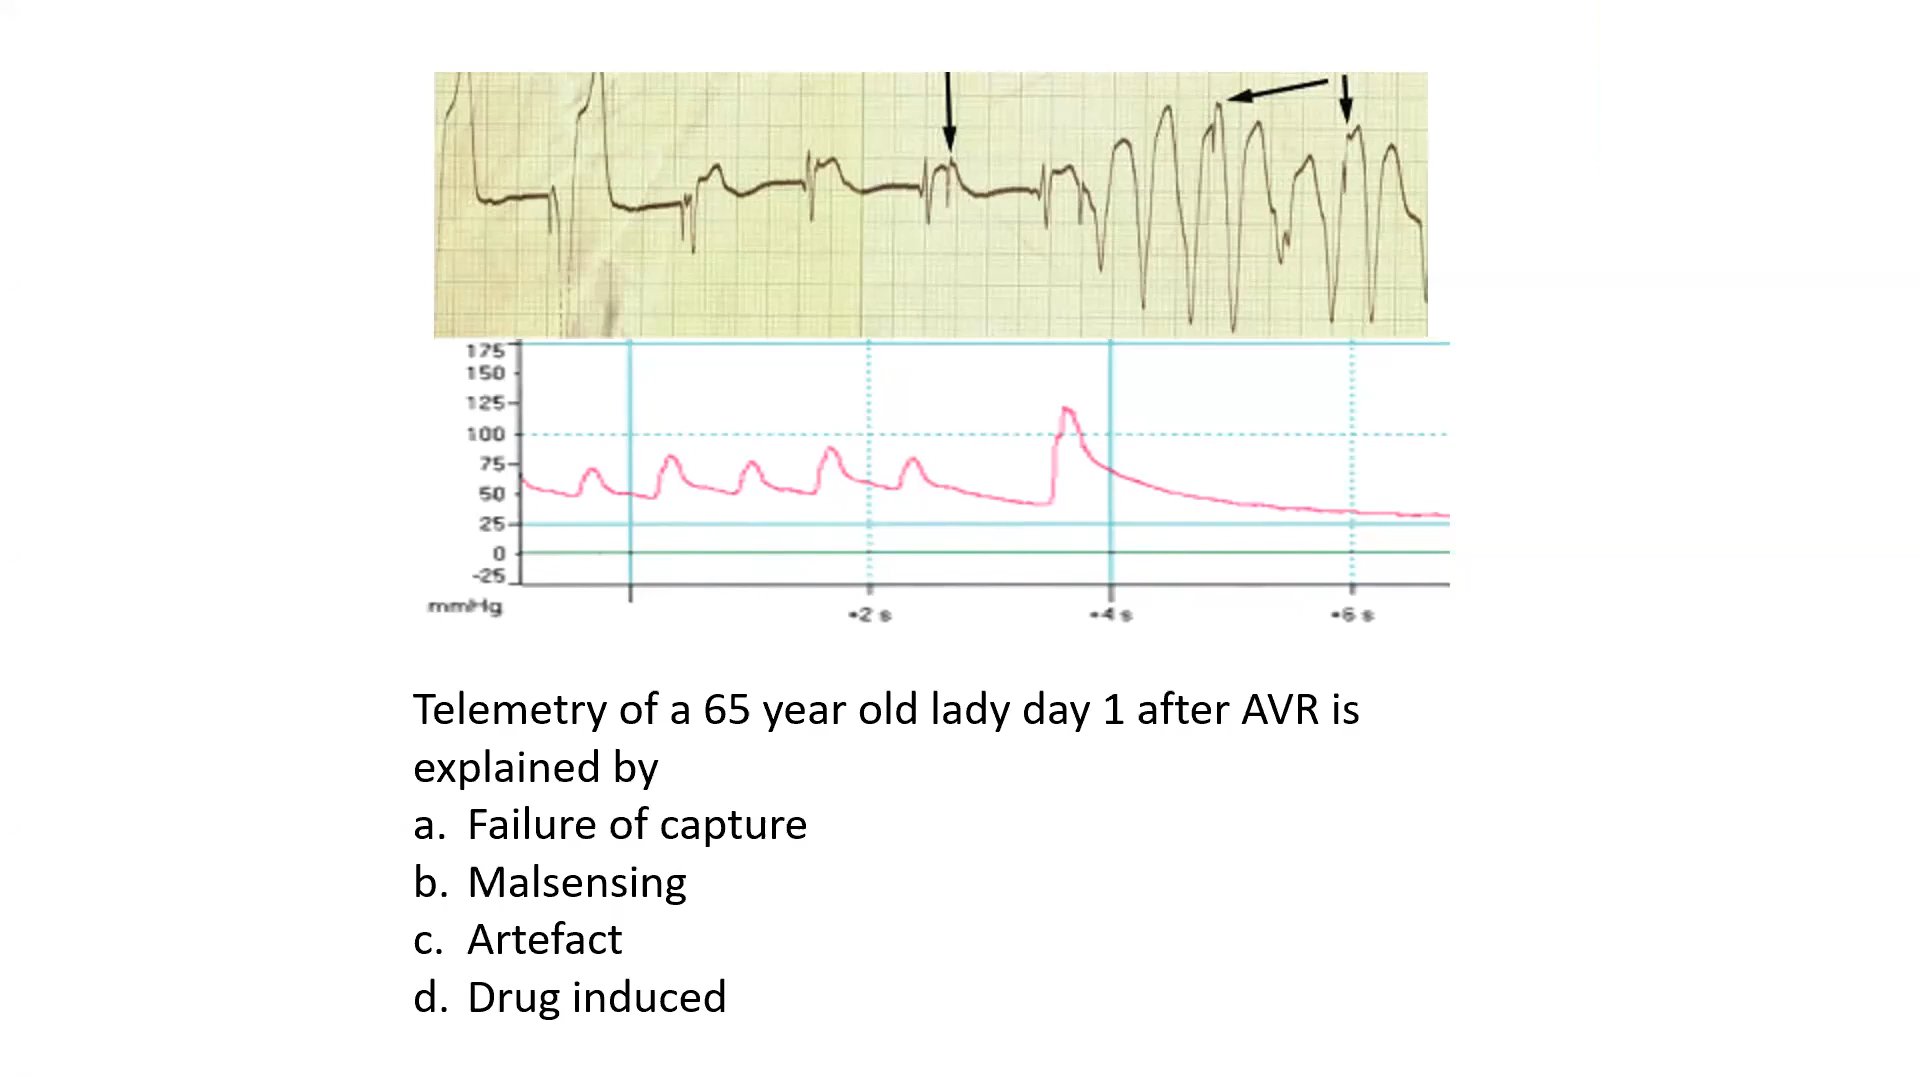 175
150
125
100
75
50
25
0
-25
mmHg
+2 s
+4 s
+6 s
Telemetry of a 65 year old lady day 1 after AVR is
explained by
a. Failure of capture
b. Malsensing
c. Artefact
d. Drug induced